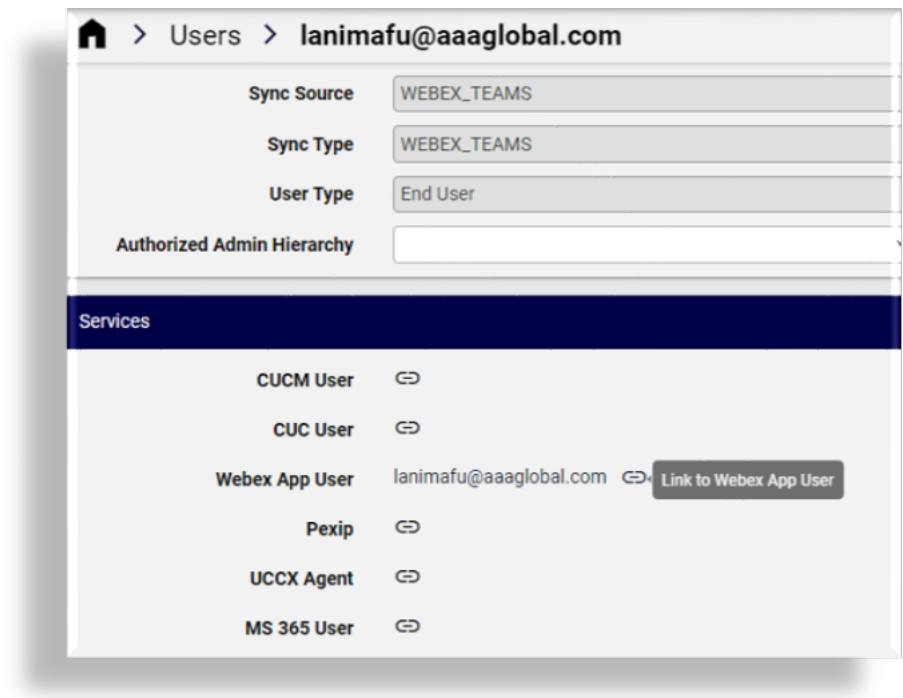 Users > lanimafu@aaaglobal.com
Sync Source WEBEX_TEAMS
Sync Type WEBEX_TEAMS
User Type End User
Authorized Admin Hierarchy
Services
CUCM User
CUC User
Webex App User lanimafu@aaaglobal.com Link to Webex App User
Pexip
UCCX Agent
MS 365 User